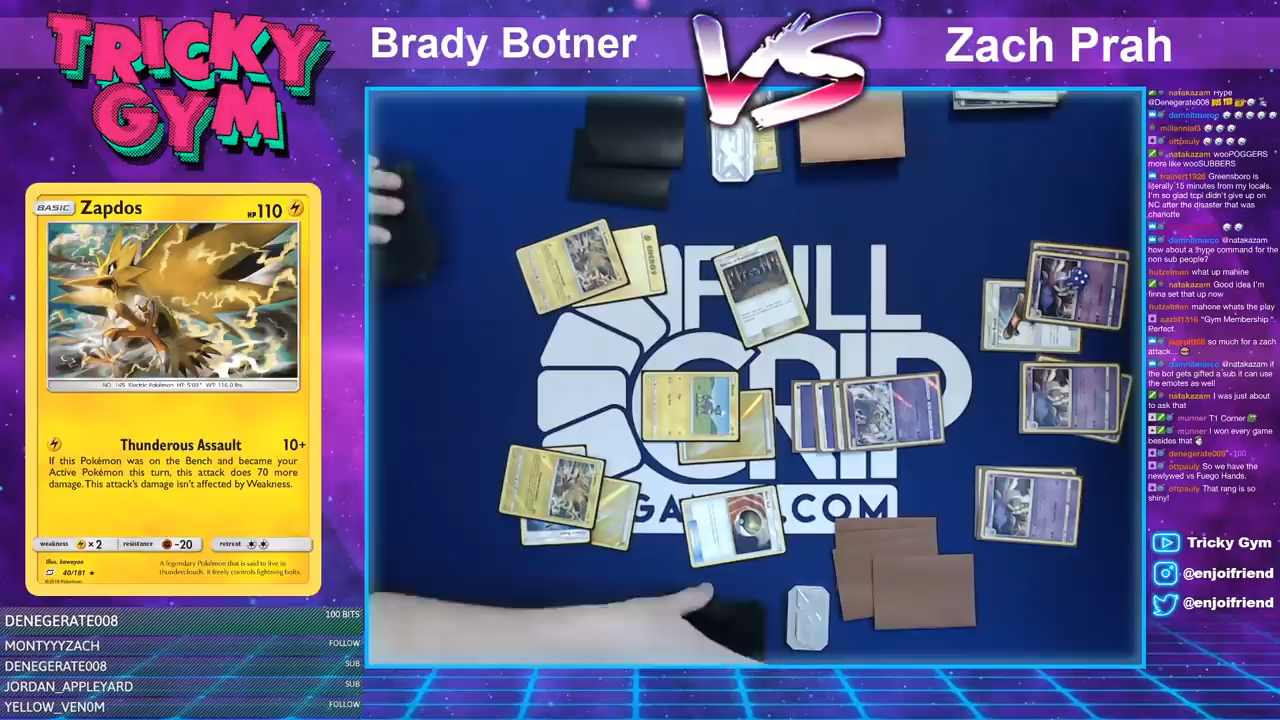 TRICKY
GYM
Brady Botner
VS
Zach Prah
BASIC Zapdos HP 110
NO. 145 Electric Pokémon HT: 5'03" WT: 116.0 lbs.
Thunderous Assault 10+
If this Pokémon was on the Bench and became your
Active Pokémon this turn, this attack does 70 more
damage. This attack's damage isn't affected by Weakness.
weakness ×2 resistance -20 retreat
40/181
A legendary Pokémon that is said to live in
thunderclouds. It freely controls lightning bolts.
DENEGERATE008 100 BITS
MONTYYYZACH FOLLOW
DENEGERATE008 SUB
JORDAN_APPLEYARD SUB
YELLOW_VEN0M FOLLOW
FULL
GRIP
GA .COM
ENERGY
natakazam Hype
@Denegerate008
damnitmarco
millennial3
ottpauly
natakazam wooPOGGERS
more like wooSUBBERS
trainert1926 Greensboro is
literally 15 minutes from my locals.
I'm so glad tcpi didn't give up on
NC after the disaster that was
charlotte
damnitmarco @natakazam
how about a !hype command for the
non sub people?
hutzelman what up mahine
natakazam Good idea I'm
finna set that up now
hutzelman mahone whats the play
aazbl1316 "Gym Membership".
Perfect.
jsgrplttl68 so much for a zach
attack...
damnitmarco @natakazam if
the bot gets gifted a sub it can use
the emotes as well
natakazam I was just about
to ask that
munner T1 Corner
munner I won every game
besides that
denegerate008 -100
ottpauly So we have the
newlywed vs Fuego Hands.
ottpauly That rang is so
shiny!
Tricky Gym
@enjoifriend
@enjoifriend